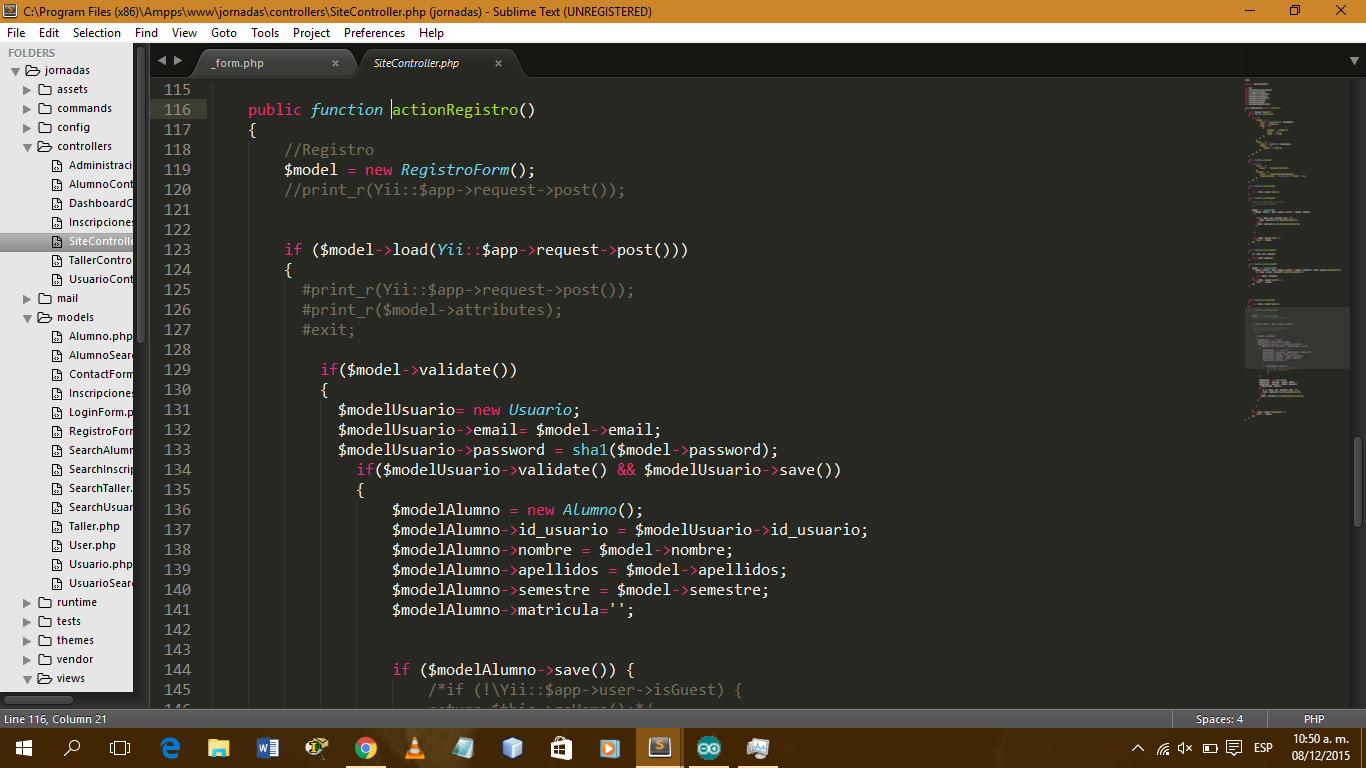 C:\Program Files (x86)\Ampps\www\jornadas\controllers\SiteController.php (jornadas) - Sublime Text (UNREGISTERED)
File Edit Selection Find View Goto Tools Project Preferences Help
FOLDERS
jornadas
assets
commands
config
controllers
Administraci
AlumnoCont
DashboardC
Inscripciones
SiteControlle
TallerContro
UsuarioCont
mail
models
Alumno.php
AlumnoSear
ContactForm
Inscripciones
LoginForm.p
RegistroForm
SearchAlumn
SearchInscrip
SearchTaller.
SearchUsuar
Taller.php
User.php
Usuario.php
UsuarioSear
runtime
tests
themes
vendor
views
_form.php × SiteController.php ×
115
116 public function actionRegistro()
117 {
118 //Registro
119 $model = new RegistroForm();
120 //print_r(Yii::$app->request->post());
121
122
123 if ($model->load(Yii::$app->request->post()))
124 {
125 #print_r(Yii::$app->request->post());
126 #print_r($model->attributes);
127 #exit;
128
129 if($model->validate())
130 {
131 $modelUsuario= new Usuario;
132 $modelUsuario->email= $model->email;
133 $modelUsuario->password = sha1($model->password);
134 if($modelUsuario->validate() && $modelUsuario->save())
135 {
136 $modelAlumno = new Alumno();
137 $modelAlumno->id_usuario = $modelUsuario->id_usuario;
138 $modelAlumno->nombre = $model->nombre;
139 $modelAlumno->apellidos = $model->apellidos;
140 $modelAlumno->semestre = $model->semestre;
141 $modelAlumno->matricula='';
142
143
144 if ($modelAlumno->save()) {
145 /*if (!\Yii::$app->user->isGuest) {
Line 116, Column 21 Spaces: 4 PHP
ESP
10:50 a. m.
08/12/2015